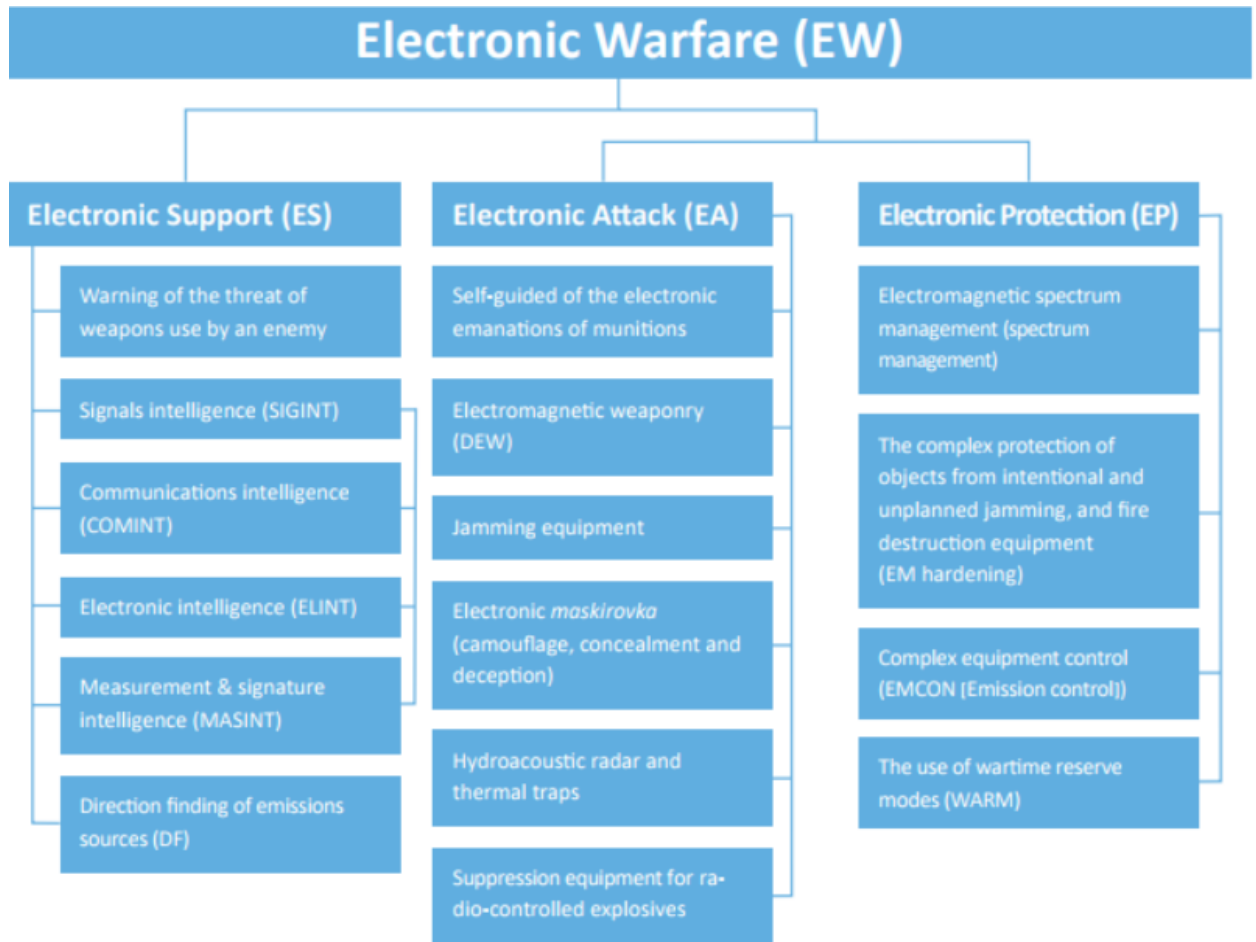 Electronic Warfare (EW)
Electronic Support (ES)
Warning of the threat of
weapons use by an enemy
Signals intelligence (SIGINT)
Communications intelligence
(COMINT)
Electronic intelligence (ELINT)
Measurement & signature
intelligence (MASINT)
Direction finding of emissions
sources (DF)
Electronic Attack (EA)
Self-guided of the electronic
emanations of munitions
Electromagnetic weaponry
(DEW)
Jamming equipment
Electronic maskirovka
(camouflage, concealment and
deception)
Hydroacoustic radar and
thermal traps
Suppression equipment for ra-
dio-controlled explosives
Electronic Protection (EP)
Electromagnetic spectrum
management (spectrum
management)
The complex protection of
objects from intentional and
unplanned jamming, and fire
destruction equipment
(EM hardening)
Complex equipment control
(EMCON [Emission control])
The use of wartime reserve
modes (WARM)